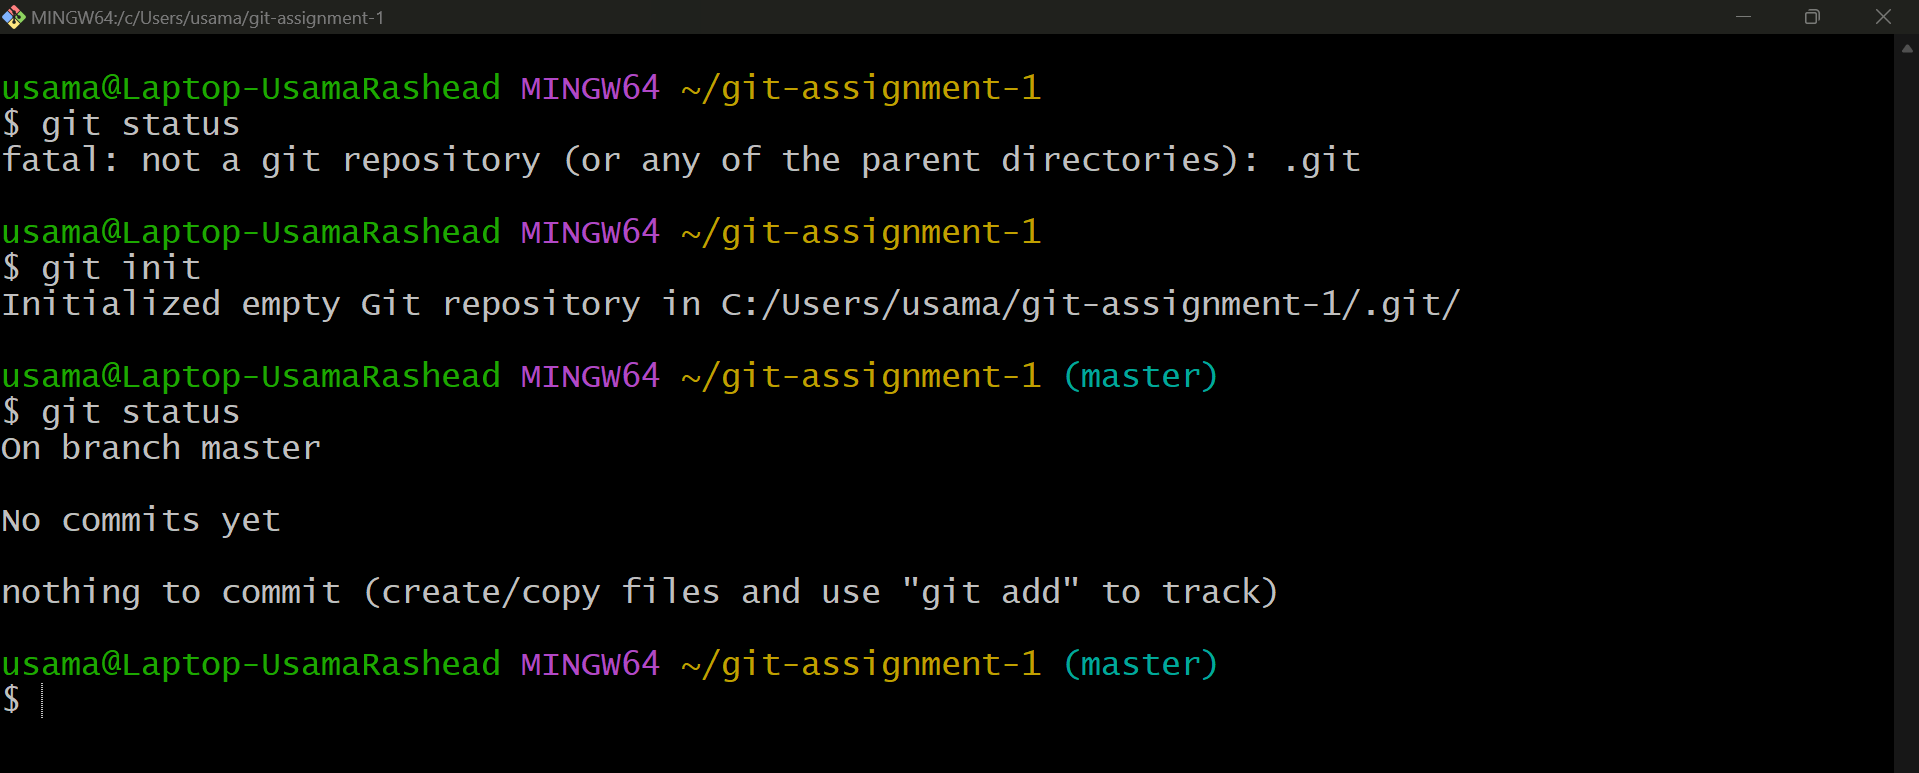 MINGW64:/c/Users/usama/git-assignment-1
usama@Laptop-UsamaRashead MINGW64 ~/git-assignment-1
$ git status
fatal: not a git repository (or any of the parent directories): .git
usama@Laptop-UsamaRashead MINGW64 ~/git-assignment-1
$ git init
Initialized empty Git repository in C:/Users/usama/git-assignment-1/.git/
usama@Laptop-UsamaRashead MINGW64 ~/git-assignment-1 (master)
$ git status
On branch master
No commits yet
nothing to commit (create/copy files and use "git add" to track)
usama@Laptop-UsamaRashead MINGW64 ~/git-assignment-1 (master)
$